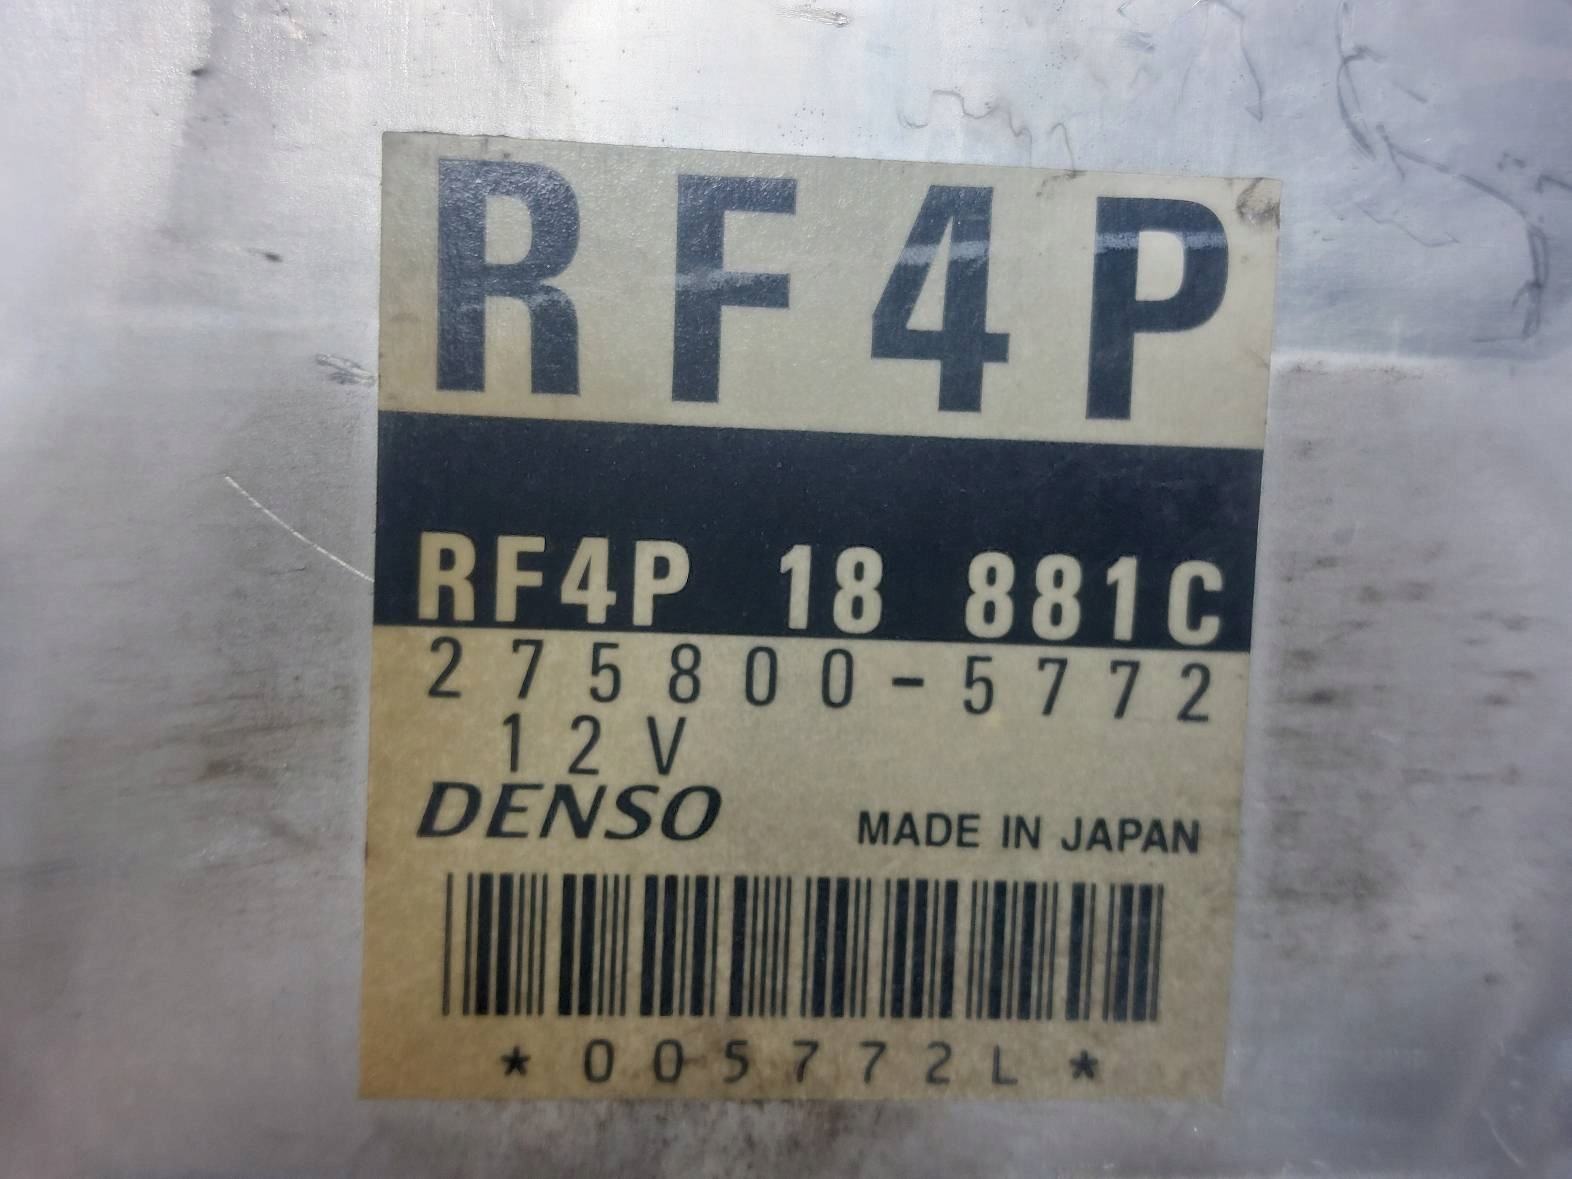 RF4P
RF4P 18 881C
275800-5772
12V
DENSO MADE IN JAPAN
*005772L*